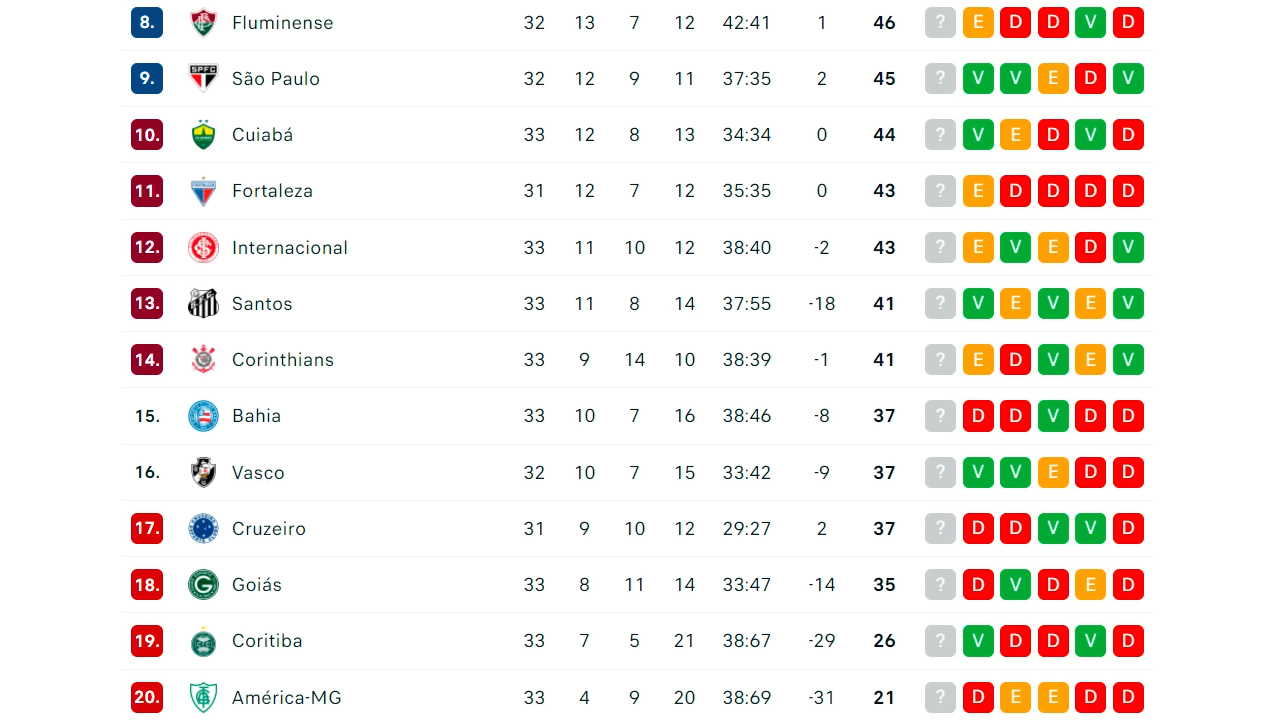 8. Fluminense 32 13 7 12 42:41 1 46 ? E D D V D
9. SPFC São Paulo 32 12 9 11 37:35 2 45 ? V V E D V
10. Cuiabá 33 12 8 13 34:34 0 44 ? V E D V D
11. Fortaleza 31 12 7 12 35:35 0 43 ? E D D D D
12. Internacional 33 11 10 12 38:40 -2 43 ? E V E D V
13. Santos 33 11 8 14 37:55 -18 41 ? V E V E V
14. Corinthians 33 9 14 10 38:39 -1 41 ? E D V E V
15. Bahia 33 10 7 16 38:46 -8 37 ? D D V D D
16. Vasco 32 10 7 15 33:42 -9 37 ? V V E D D
17. Cruzeiro 31 9 10 12 29:27 2 37 ? D D V V D
18. G Goiás 33 8 11 14 33:47 -14 35 ? D V D E D
19. Coritiba 33 7 5 21 38:67 -29 26 ? V D D V D
20. América-MG 33 4 9 20 38:69 -31 21 ? D E E D D